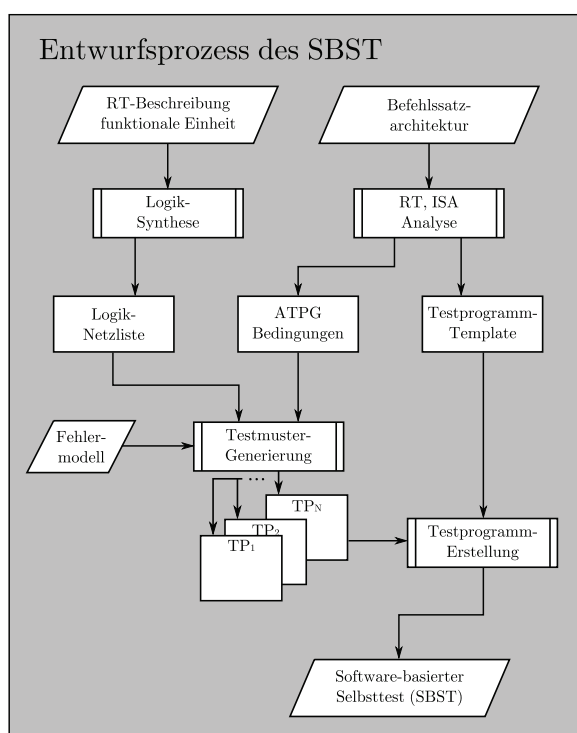 Entwurfsprozess des SBST
RT-Beschreibung
funktionale Einheit
Befehlssatz-
architektur
Logik-
Synthese
RT, ISA
Analyse
Logik-
Netzliste
ATPG
Bedingungen
Testprogramm-
Template
Fehler-
modell
Testmuster-
Generierung
...
TP₁
TP₂
TPN
Testprogramm-
Erstellung
Software-basierter
Selbsttest (SBST)